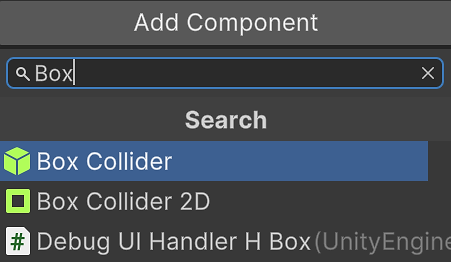 Add Component
Box
Search
Box Collider
Box Collider 2D
# Debug UI Handler H Box (UnityEngine